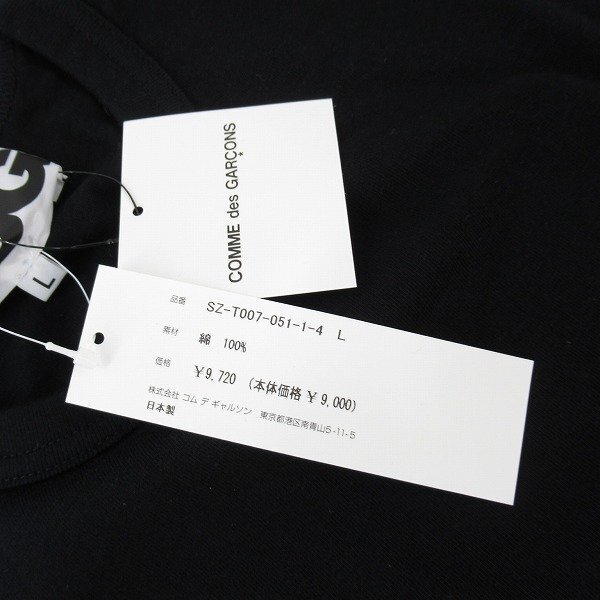 COMME des GARÇONS
CDG
L
品番 SZ-T007-051-1-4 L
素材 綿 100%
価格 ￥9,720 (本体価格 ￥9,000)
株式会社 コム デ ギャルソン 東京都港区南青山5-11-5
日本製